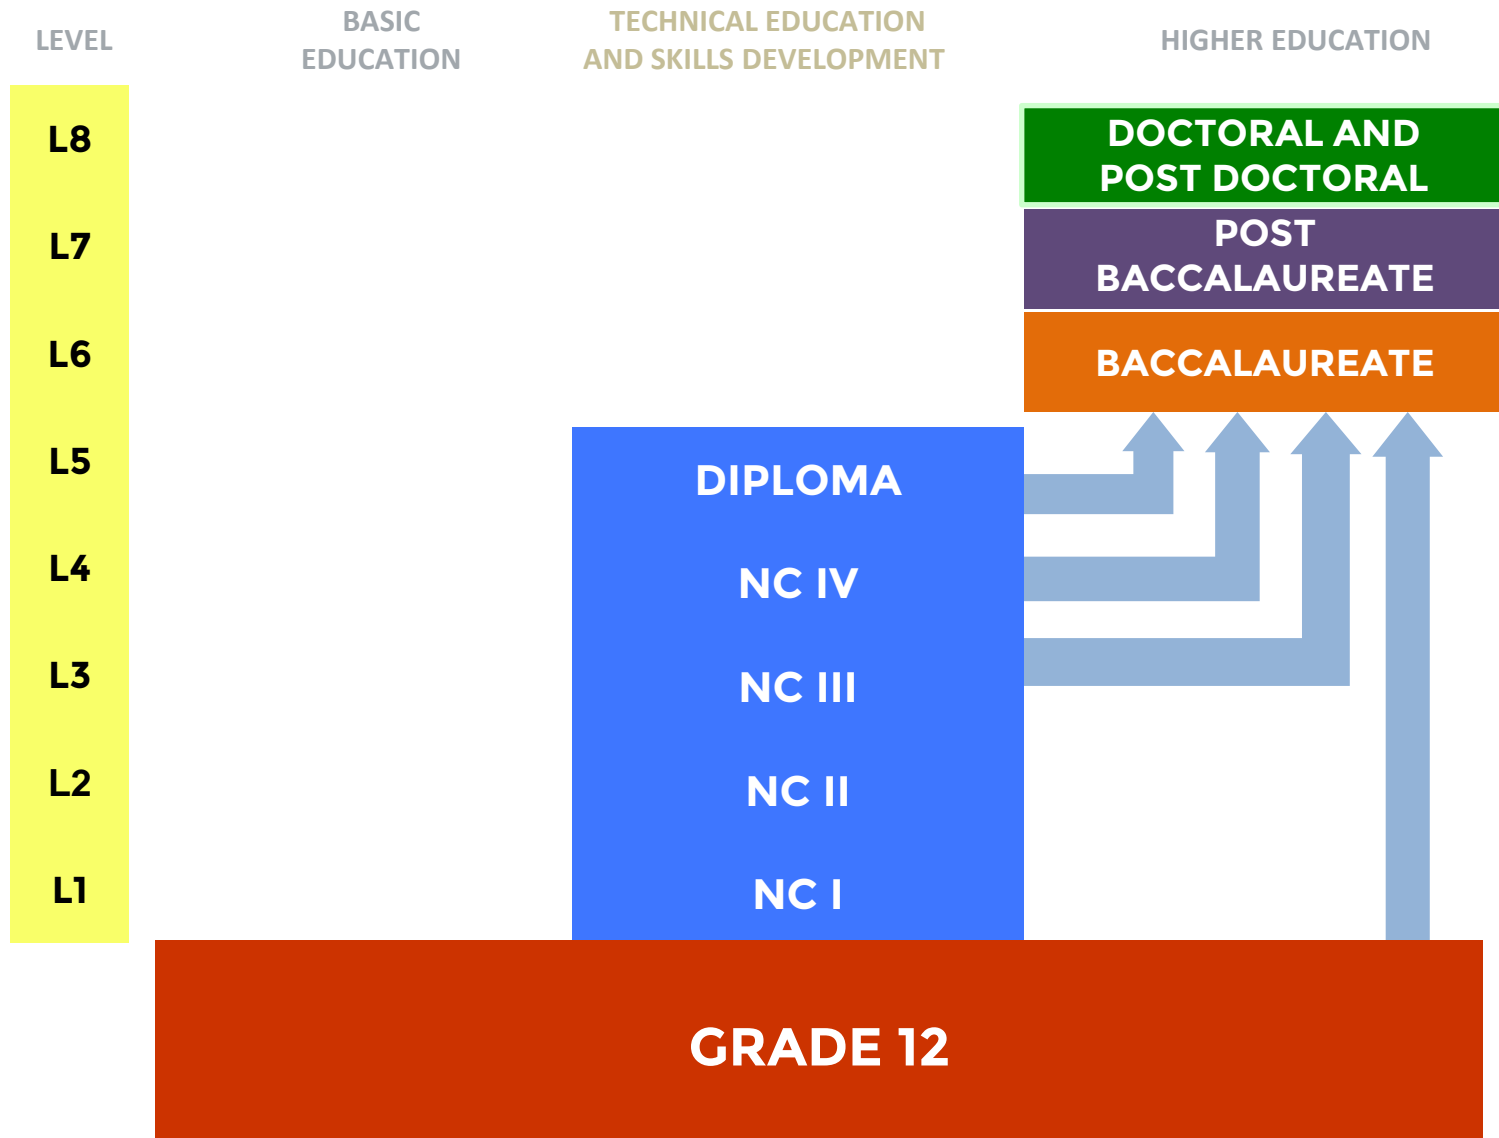 LEVEL
BASIC
EDUCATION
TECHNICAL EDUCATION
AND SKILLS DEVELOPMENT
HIGHER EDUCATION
L8
DOCTORAL AND
POST DOCTORAL
L7
POST
BACCALAUREATE
L6
BACCALAUREATE
L5
DIPLOMA
L4
NC IV
L3
NC III
L2
NC II
L1
NC I
GRADE 12